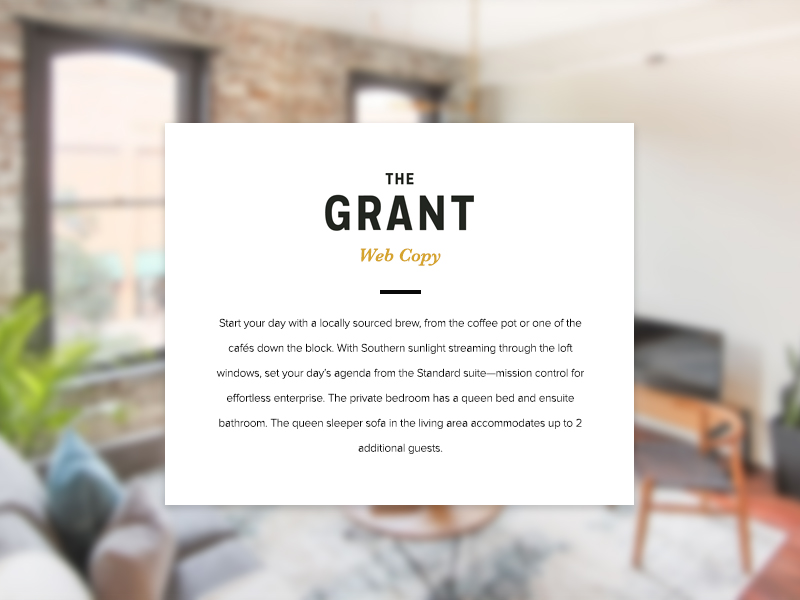 THE
GRANT
Web Copy
Start your day with a locally sourced brew, from the coffee pot or one of the
cafés down the block. With Southern sunlight streaming through the loft
windows, set your day's agenda from the Standard suite—mission control for
effortless enterprise. The private bedroom has a queen bed and ensuite
bathroom. The queen sleeper sofa in the living area accommodates up to 2
additional guests.